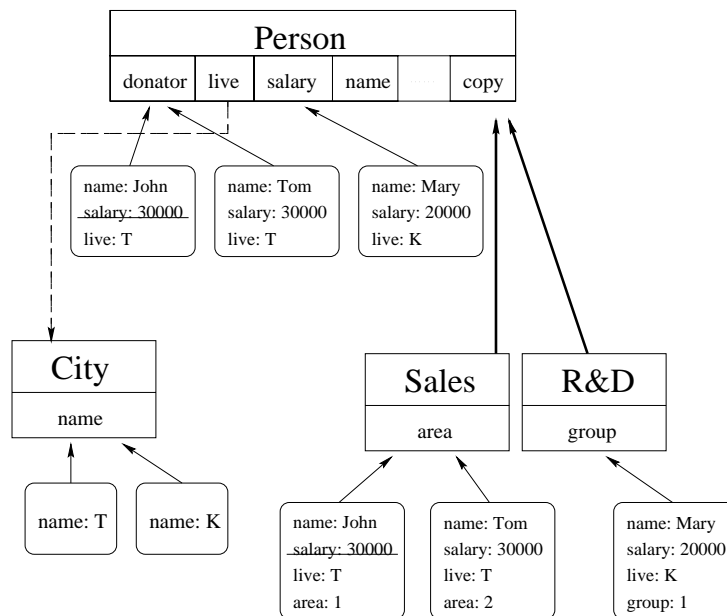 Person
donator live salary name ...... copy
name: John
salary: 30000
live: T
name: Tom
salary: 30000
live: T
name: Mary
salary: 20000
live: K
City
name
name: T
name: K
Sales
area
R&D
group
name: John
salary: 30000
live: T
area: 1
name: Tom
salary: 30000
live: T
area: 2
name: Mary
salary: 20000
live: K
group: 1